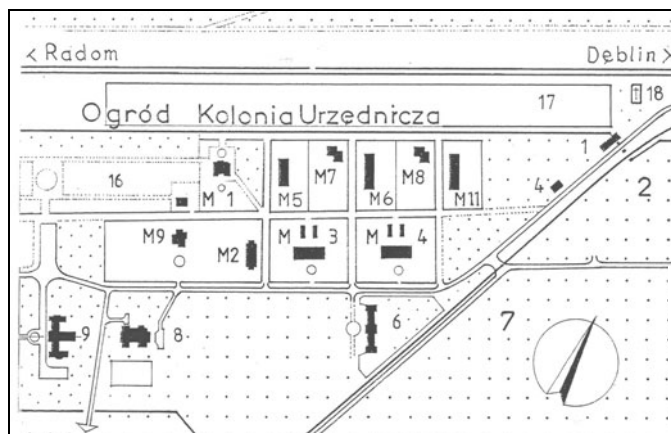 < Radom Dęblin >
17 18
Ogród Kolonia Urzędnicza
1
16 M 1 M5 M7 M6 M8 M11 4 2
M9 M2 M 3 M 4
9 8 6 7